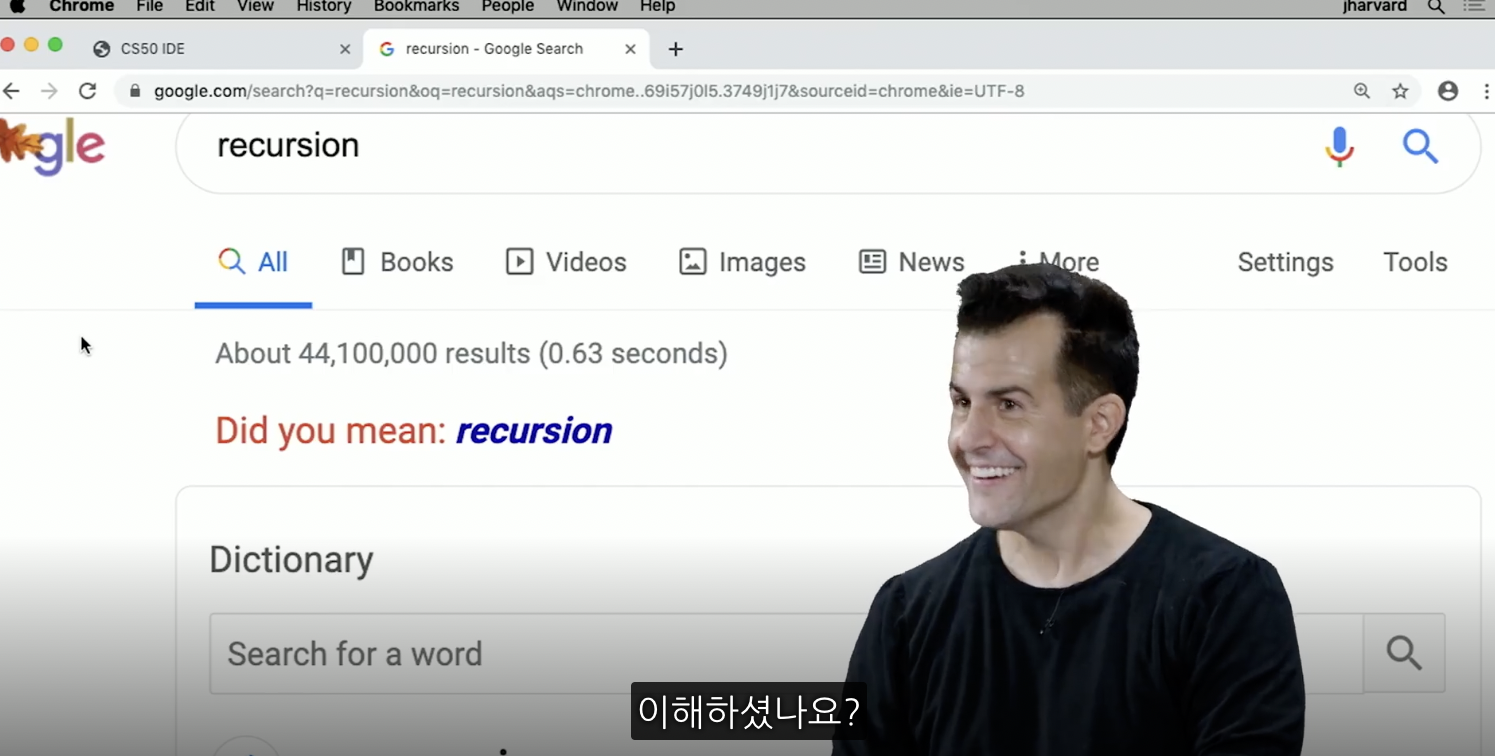 Chrome File Edit View History Bookmarks People Window Help jharvard
CS50 IDE recursion - Google Search
google.com/search?q=recursion&oq=recursion&aqs=chrome..69i57j0l5.3749j1j7&sourceid=chrome&ie=UTF-8
gle recursion
All Books Videos Images News More Settings Tools
About 44,100,000 results (0.63 seconds)
Did you mean: recursion
Dictionary
Search for a word
이해하셨나요?